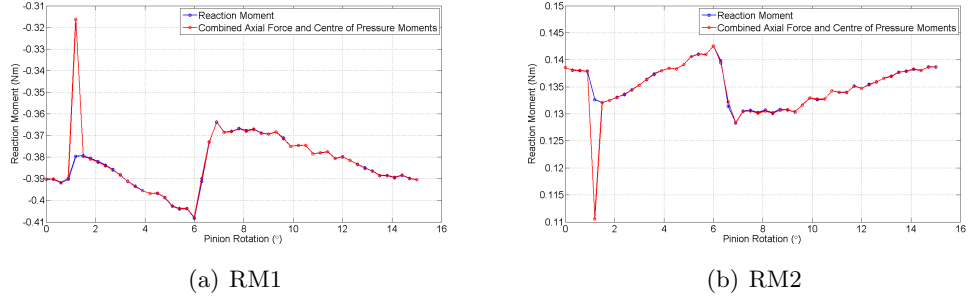 -0.31
-0.32
-0.33
-0.34
-0.35
-0.36
-0.37
-0.38
-0.39
-0.4
-0.41
Reaction Moment (Nm)
Reaction Moment
Combined Axial Force and Centre of Pressure Moments
0 2 4 6 8 10 12 14 16
Pinion Rotation (°)
(a) RM1
0.15
0.145
0.14
0.135
0.13
0.125
0.12
0.115
0.11
Reaction Moment (Nm)
Reaction Moment
Combined Axial Force and Centre of Pressure Moments
0 2 4 6 8 10 12 14 16
Pinion Rotation (°)
(b) RM2